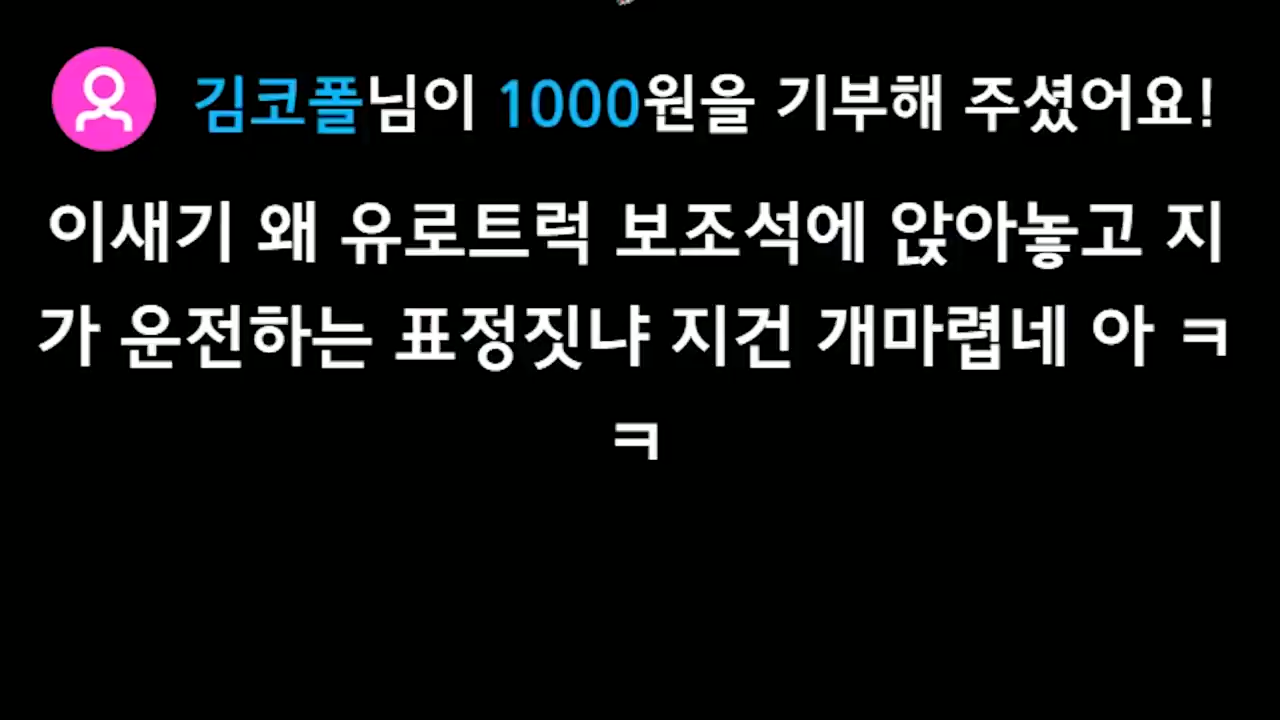 김코폴님이 1000원을 기부해 주셨어요!
이새기 왜 유로트럭 보조석에 앉아놓고 지
가 운전하는 표정짓냐 지건 개마렵네 아 ㅋ
ㅋ